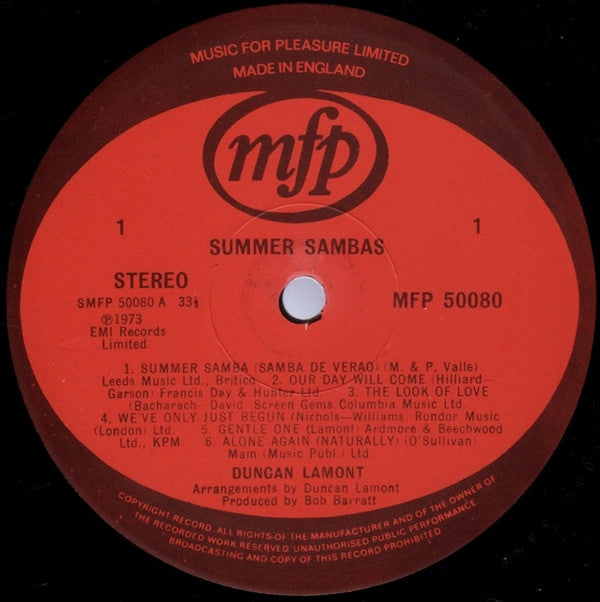 MUSIC FOR PLEASURE LIMITED
MADE IN ENGLAND
mfp
1 1
SUMMER SAMBAS
STEREO
SMFP 50080 A 33⅓
MFP 50080
℗1973
EMI Records
Limited
1. SUMMER SAMBA (SAMBA DE VERAO) (M. & P. Valle)
Leeds Music Ltd., Britico 2. OUR DAY WILL COME (Hilliard—
Garson) Francis Day & Hunter Ltd. 3. THE LOOK OF LOVE
(Bacharach—David) Screen Gems Columbia Music Ltd.
4. WE'VE ONLY JUST BEGUN (Nichols—Williams) Rondor Music
(London) Ltd. 5. GENTLE ONE (Lamont) Ardmore & Beechwood
Ltd., KPM 6. ALONE AGAIN (NATURALLY) (O'Sullivan)
Mam (Music Publ.) Ltd.
DUNCAN LAMONT
Arrangements by Duncan Lamont
Produced by Bob Barratt
COPYRIGHT RECORD. ALL RIGHTS OF THE MANUFACTURER AND OF THE OWNER OF
THE RECORDED WORK RESERVED UNAUTHORISED PUBLIC PERFORMANCE
BROADCASTING AND COPY OF THIS RECORD PROHIBITED